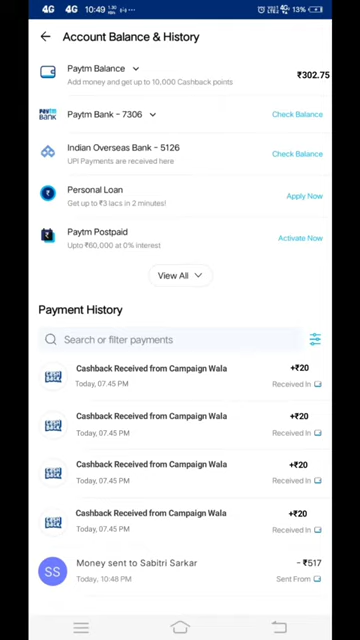 4G 4G 10:49
13%
Account Balance & History
Paytm Balance
Add money and get up to 10,000 Cashback points
₹302.75
Paytm Bank - 7306
Check Balance
Indian Overseas Bank - 5126
UPI Payments are received here
Check Balance
Personal Loan
Get up to ₹3 lacs in 2 minutes!
Apply Now
Paytm Postpaid
Upto ₹60,000 at 0% interest
Activate Now
View All
Payment History
Search or filter payments
Cashback Received from Campaign Wala
+₹20
Today, 07.45 PM
Received In
Cashback Received from Campaign Wala
+₹20
Today, 07.45 PM
Received In
Cashback Received from Campaign Wala
+₹20
Today, 07.45 PM
Received In
Cashback Received from Campaign Wala
+₹20
Today, 07.45 PM
Received In
SS
Money sent to Sabitri Sarkar
- ₹517
Today, 10:48 PM
Sent From